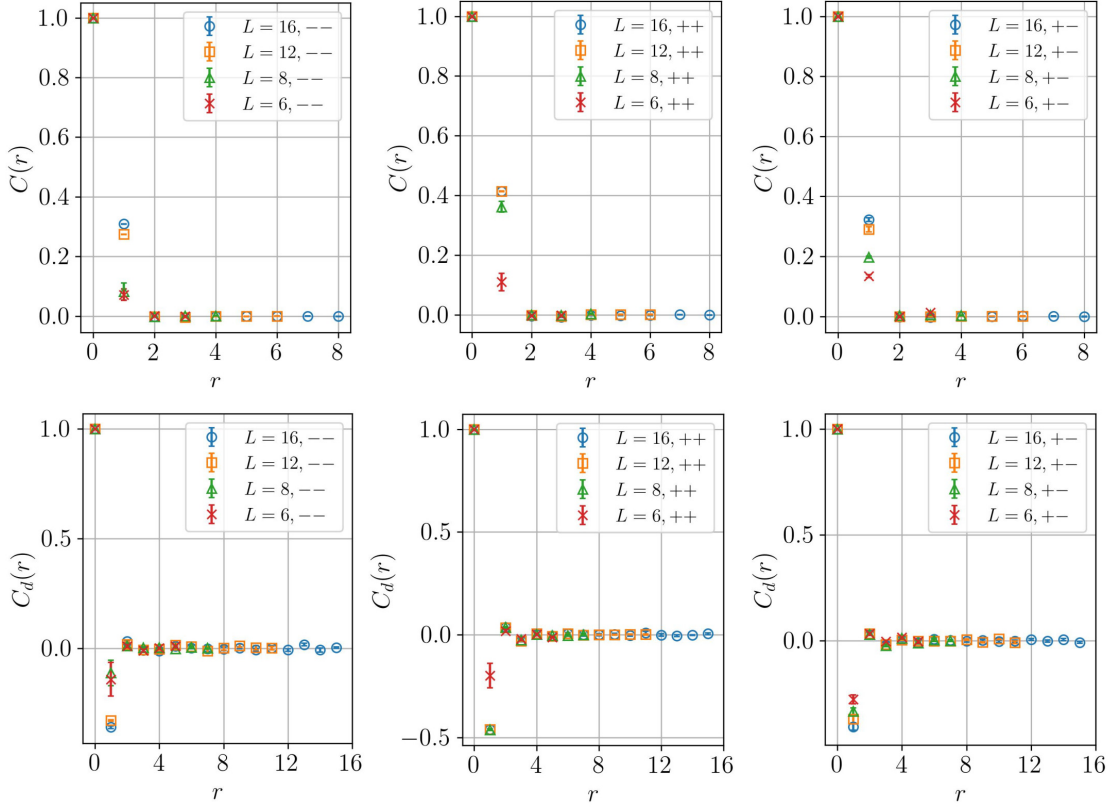 1.0
0.8
0.6
0.4
0.2
0.0
C(r)
0 2 4 6 8
r
L = 16, −−
L = 12, −−
L = 8, −−
L = 6, −−
1.0
0.8
0.6
0.4
0.2
0.0
C(r)
0 2 4 6 8
r
L = 16, ++
L = 12, ++
L = 8, ++
L = 6, ++
1.0
0.8
0.6
0.4
0.2
0.0
C(r)
0 2 4 6 8
r
L = 16, +−
L = 12, +−
L = 8, +−
L = 6, +−
1.0
0.5
0.0
C_d(r)
0 4 8 12 16
r
L = 16, −−
L = 12, −−
L = 8, −−
L = 6, −−
1.0
0.5
0.0
−0.5
C_d(r)
0 4 8 12 16
r
L = 16, ++
L = 12, ++
L = 8, ++
L = 6, ++
1.0
0.5
0.0
C_d(r)
0 4 8 12 16
r
L = 16, +−
L = 12, +−
L = 8, +−
L = 6, +−